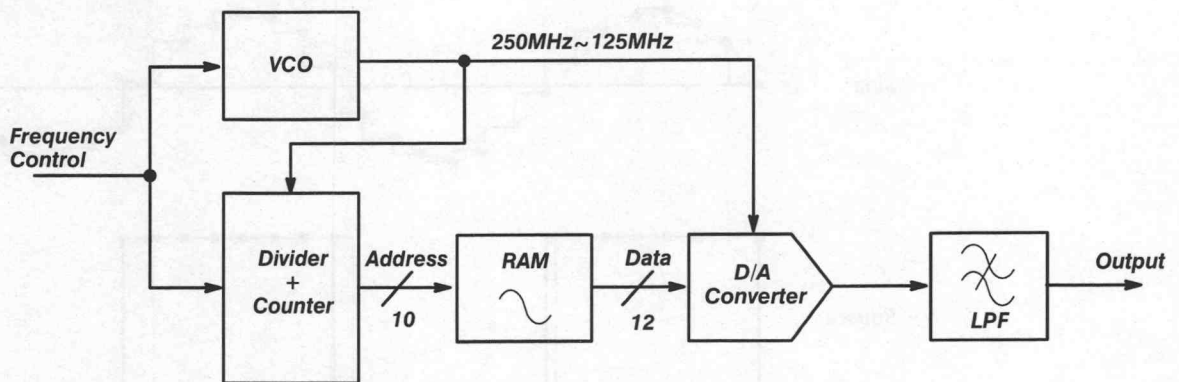 VCO
250MHz~125MHz
Frequency
Control
Divider
+
Counter
Address
10
RAM
Data
12
D/A
Converter
LPF
Output